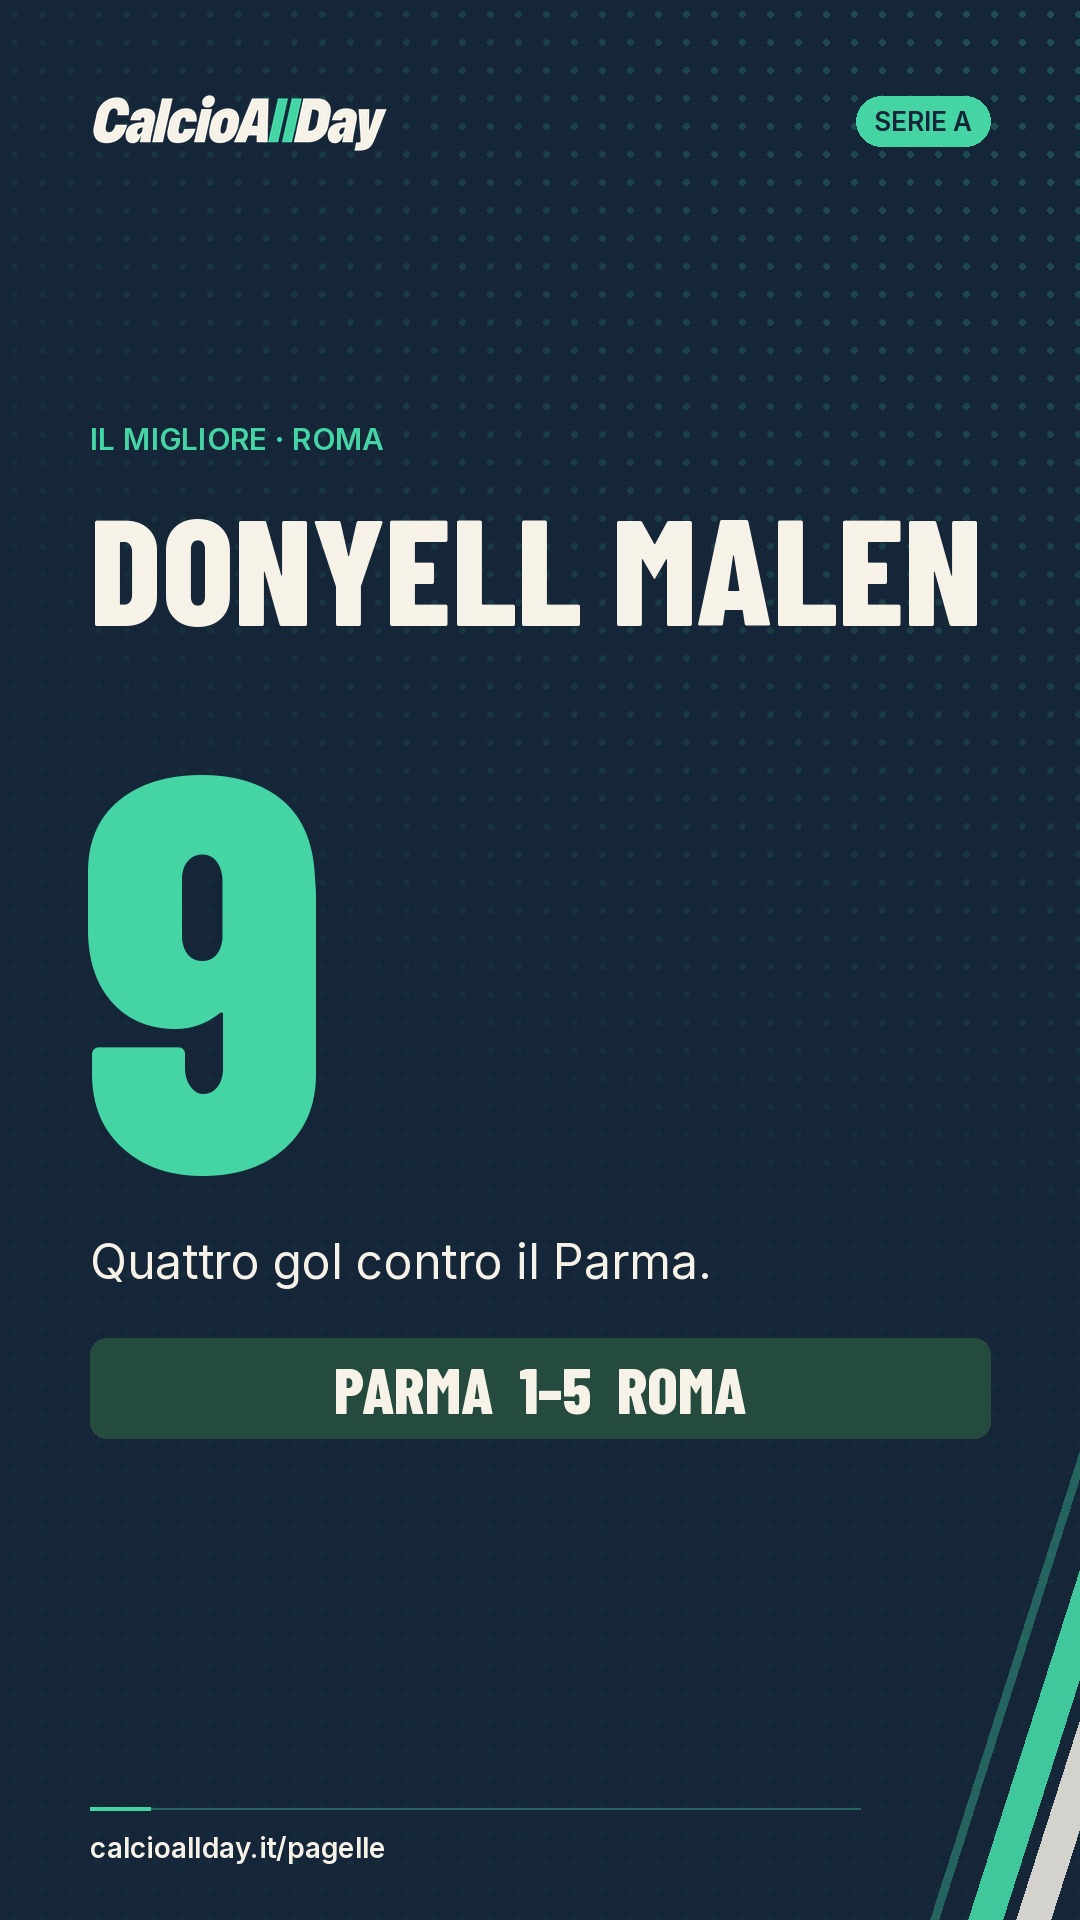 CalcioAllDay
SERIE A
IL MIGLIORE · ROMA
DONYELL MALEN
9
Quattro gol contro il Parma.
PARMA 1–5 ROMA
calcioallday.it/pagelle